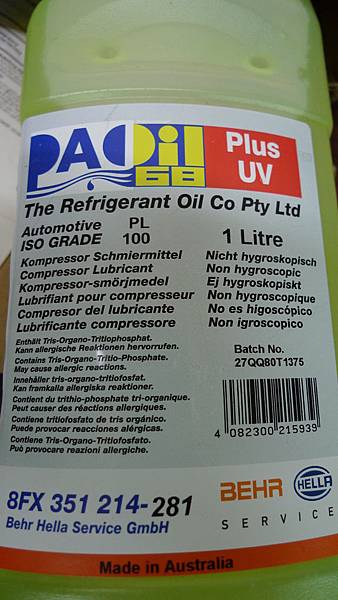 PAOil 68
Plus UV
The Refrigerant Oil Co Pty Ltd
Automotive PL
ISO GRADE 100
1 Litre
Kompressor Schmiermittel
Compressor Lubricant
Kompressor-smörjmedel
Lubrifiant pour compresseur
Compresor del lubricante
Lubrificante compressore
Nicht hygroskopisch
Non hygroscopic
Ej hygroskopiskt
Non hygroscopique
No es higoscópico
Non igroscopico
Enthält Tris-Organo-Tritiophosphat.
Kann allergische Reaktionen hervorrufen.
Contains Tris-Organo-Tritio-Phosphate.
May cause allergic reactions.
Innehåller tris-organo-tritiofosfat.
Kan framkalla allergiska reaktioner.
Contient du trithio-phosphate tri-organique.
Peut causer des réactions allergiques.
Contiene tritiofosfato de tris orgánico.
Puede provocar reacciones alérgicas.
Contiene Tris-Organo-Tritiofosfato.
Può provocare reazioni allergiche.
Batch No.
27QQ80T1375
4 082300 215939
8FX 351 214-281
Behr Hella Service GmbH
BEHR HELLA
SERVICE
Made in Australia